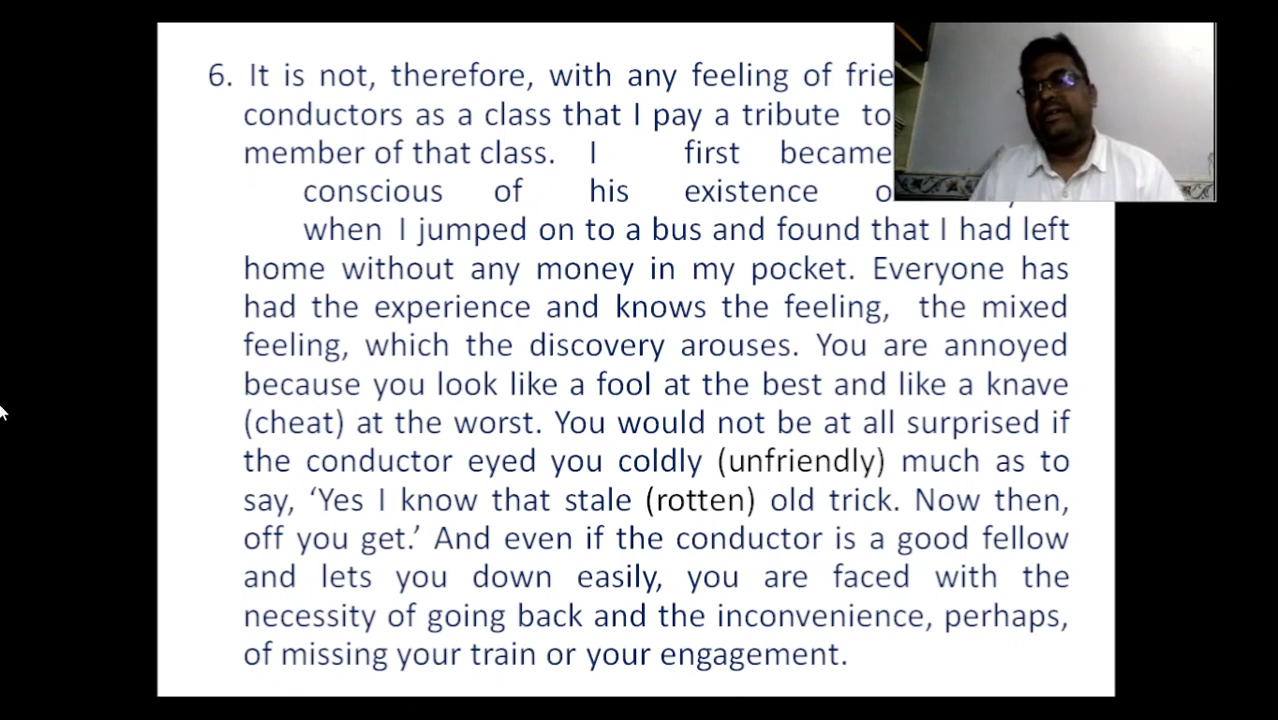 6. It is not, therefore, with any feeling of
conductors as a class that I pay a tribute to
member of that class. I first became
conscious of his existence
when I jumped on to a bus and found that I had left
home without any money in my pocket. Everyone has
had the experience and knows the feeling, the mixed
feeling, which the discovery arouses. You are annoyed
because you look like a fool at the best and like a knave
(cheat) at the worst. You would not be at all surprised if
the conductor eyed you coldly (unfriendly) much as to
say, ‘Yes I know that stale (rotten) old trick. Now then,
off you get.’ And even if the conductor is a good fellow
and lets you down easily, you are faced with the
necessity of going back and the inconvenience, perhaps,
of missing your train or your engagement.